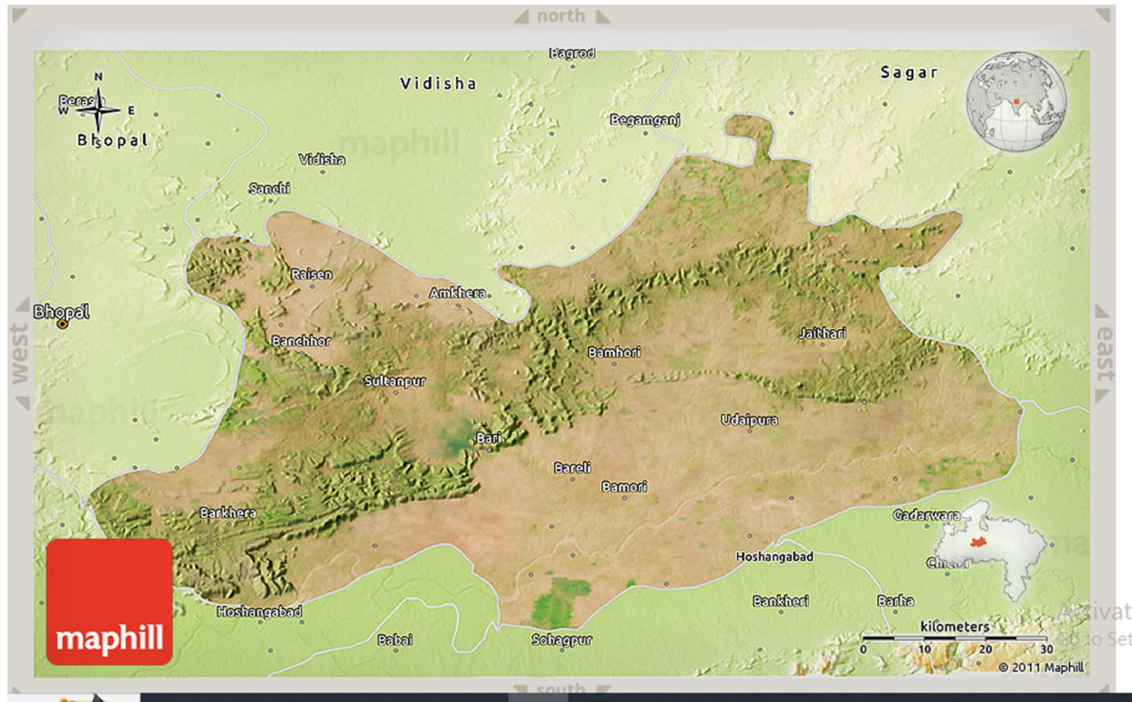 north
Bagrod
Vidisha
Sagar
N
W
E
S
Bhopal
Begamganj
maphill
Vidisha
Sanchi
Raisen
Amkhera
Bhopal
west
east
Banchhor
Jaithari
Bamhori
Sultanpur
maphill
Udaipura
Bari
Bareli
Bamori
Barkhera
Gadarwara
Hoshangabad
Bankheri
Barha
Hoshangabad
Babai
Sohagpur
maphill
kilometers
0 10 20 30
© 2011 Maphill
south